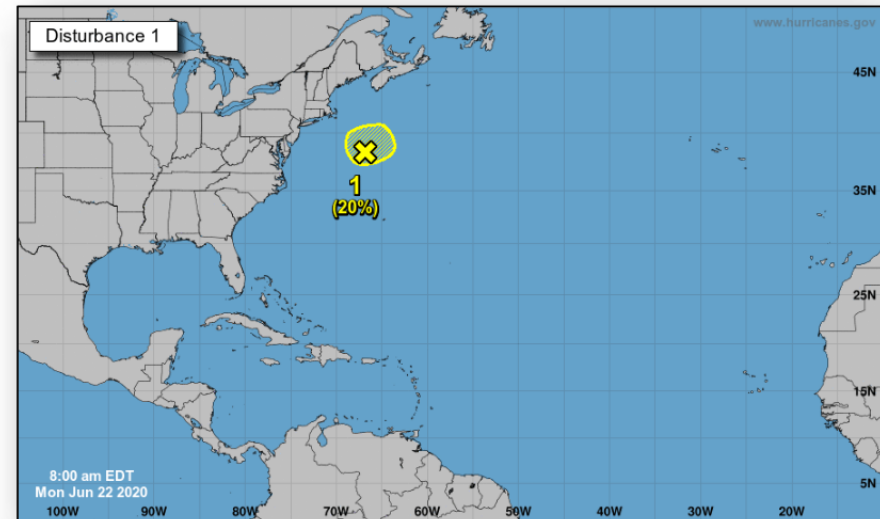 Disturbance 1
www.hurricanes.gov
45N
1
(20%)
35N
25N
15N
8:00 am EDT
Mon Jun 22 2020
5N
100W 90W 80W 70W 60W 50W 40W 30W 20W